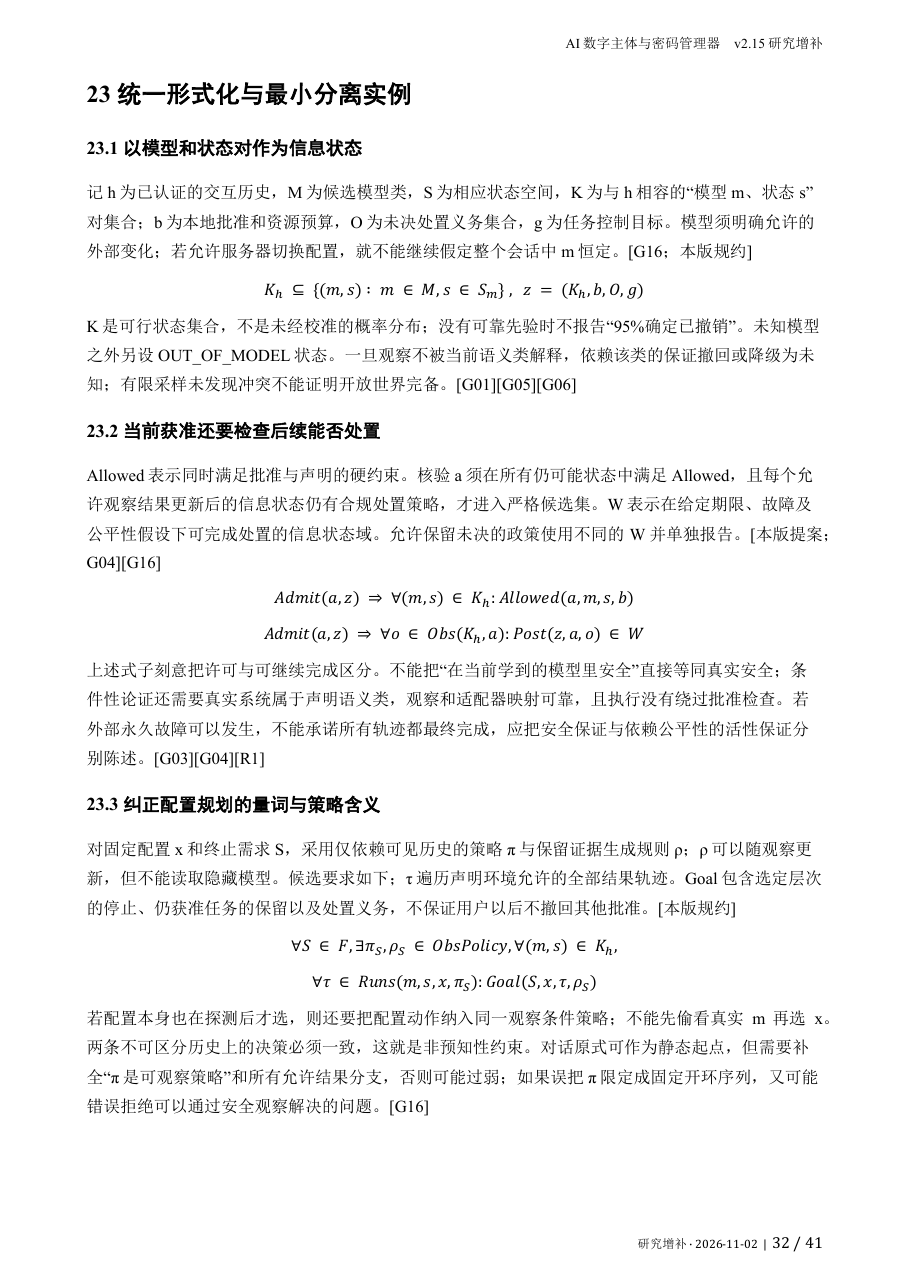 AI 数字主体与密码管理器 v2.15 研究增补
23 统一形式化与最小分离实例
23.1 以模型和状态对作为信息状态
记 h 为已认证的交互历史，M 为候选模型类，S 为相应状态空间，K 为与 h 相容的“模型 m、状态 s”
对集合；b 为本地批准和资源预算，O 为未决处置义务集合，g 为任务控制目标。模型须明确允许的
外部变化；若允许服务器切换配置，就不能继续假定整个会话中 m 恒定。[G16；本版规约]
K_h ⊆ {(m, s) : m ∈ M, s ∈ S_m} , z = (K_h, b, O, g)
K 是可行状态集合，不是未经校准的概率分布；没有可靠先验时不报告“95%确定已撤销”。未知模型
之外另设 OUT_OF_MODEL 状态。一旦观察不被当前语义类解释，依赖该类的保证撤回或降级为未
知；有限采样未发现冲突不能证明开放世界完备。[G01][G05][G06]
23.2 当前获准还要检查后续能否处置
Allowed 表示同时满足批准与声明的硬约束。核验 a 须在所有仍可能状态中满足 Allowed，且每个允
许观察结果更新后的信息状态仍有合规处置策略，才进入严格候选集。W 表示在给定期限、故障及
公平性假设下可完成处置的信息状态域。允许保留未决的政策使用不同的 W 并单独报告。[本版提案；
G04][G16]
Admit(a, z) ⇒ ∀(m, s) ∈ K_h: Allowed(a, m, s, b)
Admit(a, z) ⇒ ∀o ∈ Obs(K_h, a): Post(z, a, o) ∈ W
上述式子刻意把许可与可继续完成区分。不能把“在当前学到的模型里安全”直接等同真实安全；条
件性论证还需要真实系统属于声明语义类，观察和适配器映射可靠，且执行没有绕过批准检查。若
外部永久故障可以发生，不能承诺所有轨迹都最终完成，应把安全保证与依赖公平性的活性保证分
别陈述。[G03][G04][R1]
23.3 纠正配置规划的量词与策略含义
对固定配置 x 和终止需求 S，采用仅依赖可见历史的策略 π 与保留证据生成规则 ρ；ρ 可以随观察更
新，但不能读取隐藏模型。候选要求如下；τ 遍历声明环境允许的全部结果轨迹。Goal 包含选定层次
的停止、仍获准任务的保留以及处置义务，不保证用户以后不撤回其他批准。[本版规约]
∀S ∈ F, ∃π_S, ρ_S ∈ ObsPolicy, ∀(m, s) ∈ K_h,
∀τ ∈ Runs(m, s, x, π_S): Goal(S, x, τ, ρ_S)
若配置本身也在探测后才选，则还要把配置动作纳入同一观察条件策略；不能先偷看真实 m 再选 x。
两条不可区分历史上的决策必须一致，这就是非预知性约束。对话原式可作为静态起点，但需要补
全“π 是可观察策略”和所有允许结果分支，否则可能过弱；如果误把 π 限定成固定开环序列，又可能
错误拒绝可以通过安全观察解决的问题。[G16]
研究增补 · 2026-11-02 | 32 / 41